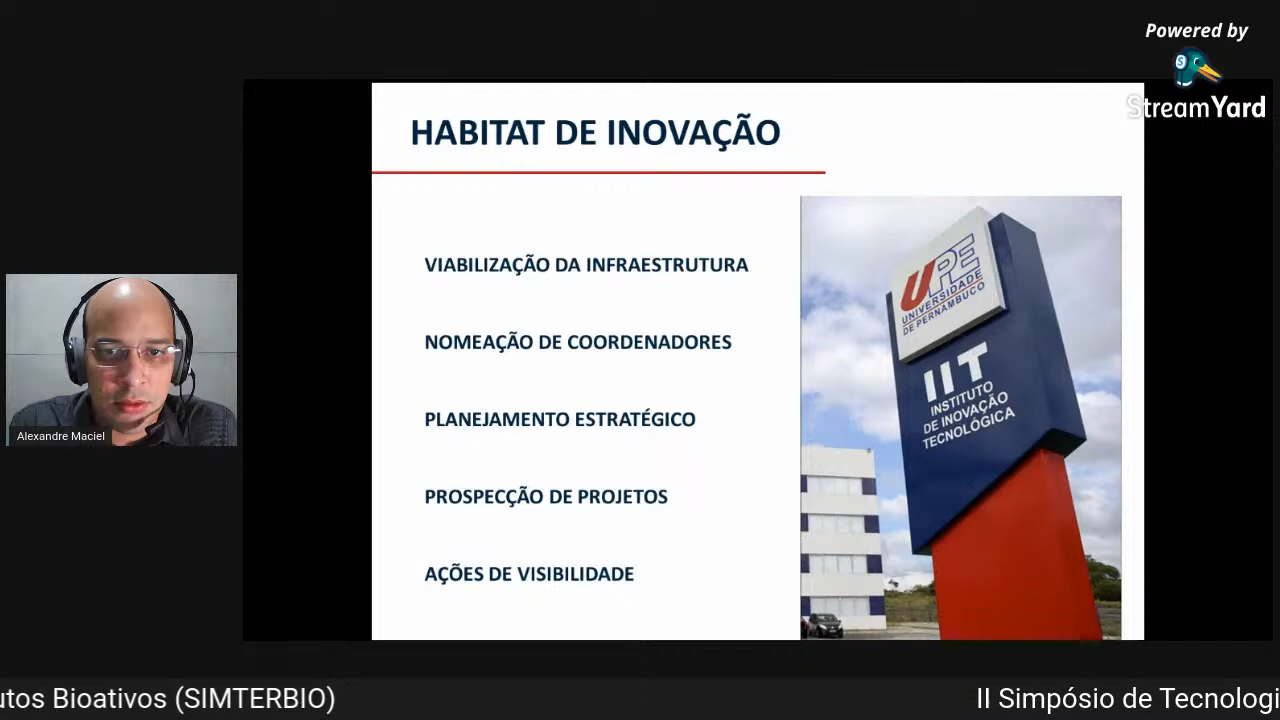 Powered by
StreamYard
HABITAT DE INOVAÇÃO
VIABILIZAÇÃO DA INFRAESTRUTURA
NOMEAÇÃO DE COORDENADORES
PLANEJAMENTO ESTRATÉGICO
PROSPECÇÃO DE PROJETOS
AÇÕES DE VISIBILIDADE
UPE
UNIVERSIDADE
DE PERNAMBUCO
IIT
INSTITUTO
DE INOVAÇÃO
TECNOLÓGICA
Alexandre Maciel
utos Bioativos (SIMTERBIO)
II Simpósio de Tecnologi